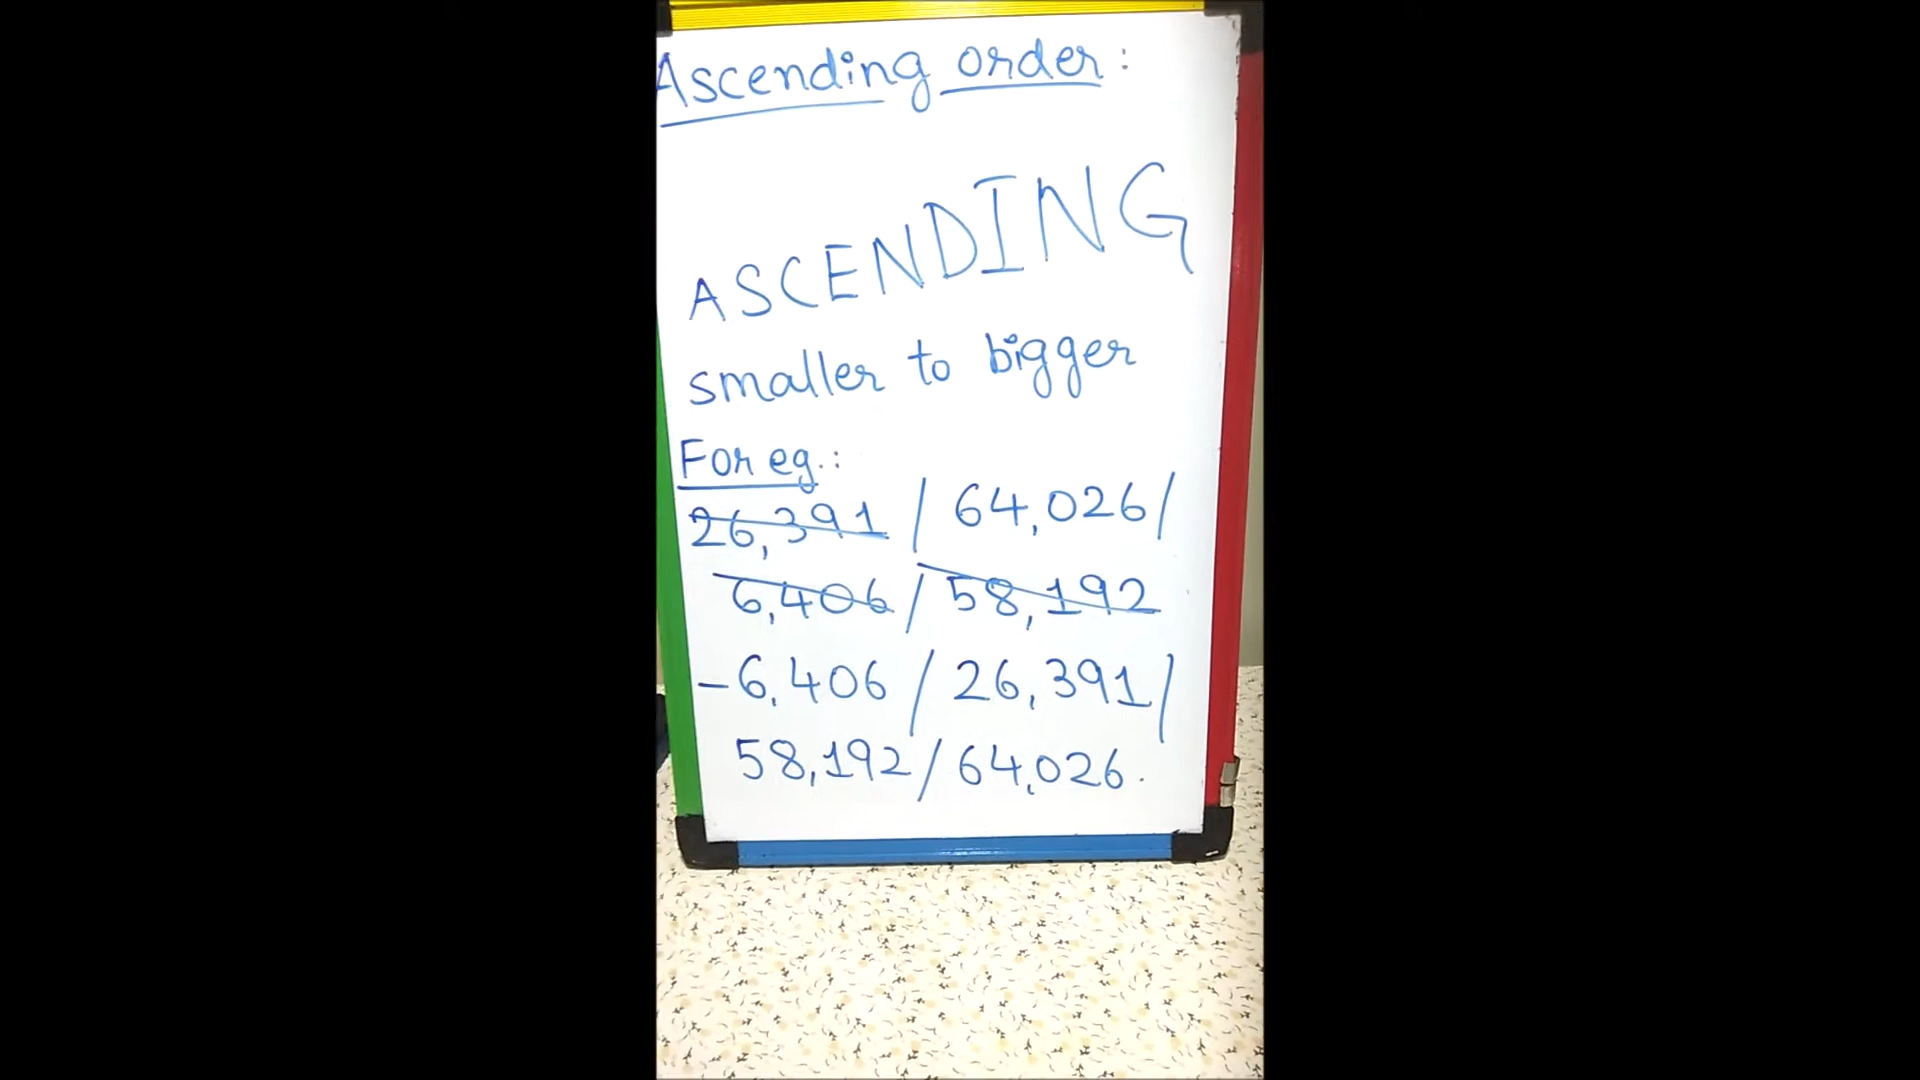 Ascending order:
ASCENDING
smaller to bigger
For eg.:
26,391 / 64,026/
6,406 / 58,192
- 6,406 / 26,391/
58,192 / 64,026.